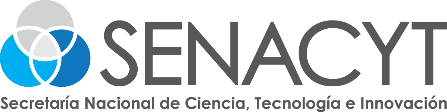 SENACYT
Secretaría Nacional de Ciencia, Tecnología e Innovación